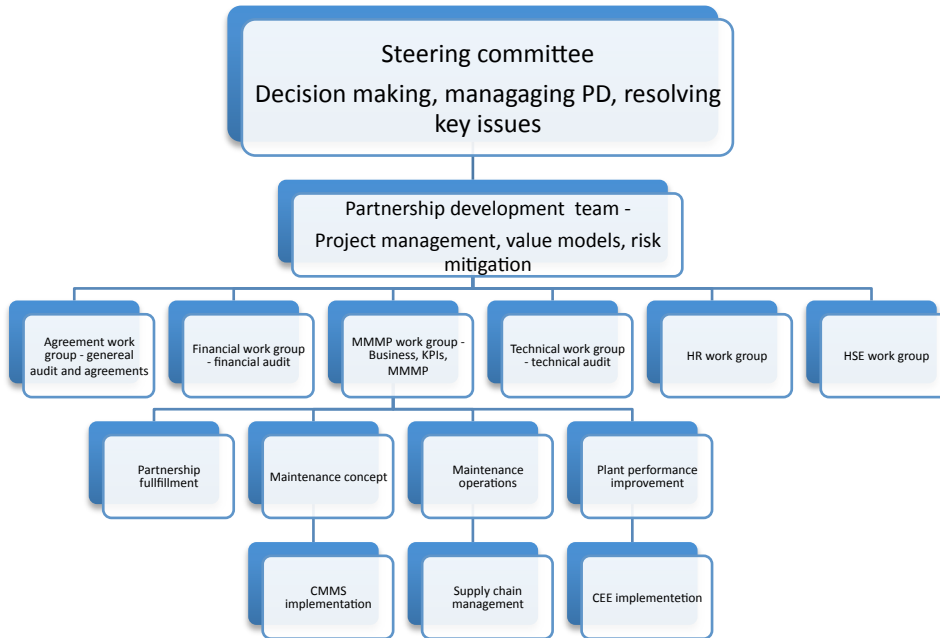 Steering committee
Decision making, managaging PD, resolving
key issues
Partnership development team -
Project management, value models, risk
mitigation
Agreement work
group - genereal
audit and agreements
Financial work group
- financial audit
MMMP work group -
Business, KPIs,
MMMP
Technical work group
- technical audit
HR work group
HSE work group
Partnership
fullfillment
Maintenance concept
Maintenance
operations
Plant performance
improvement
CMMS
implementation
Supply chain
management
CEE implementetion